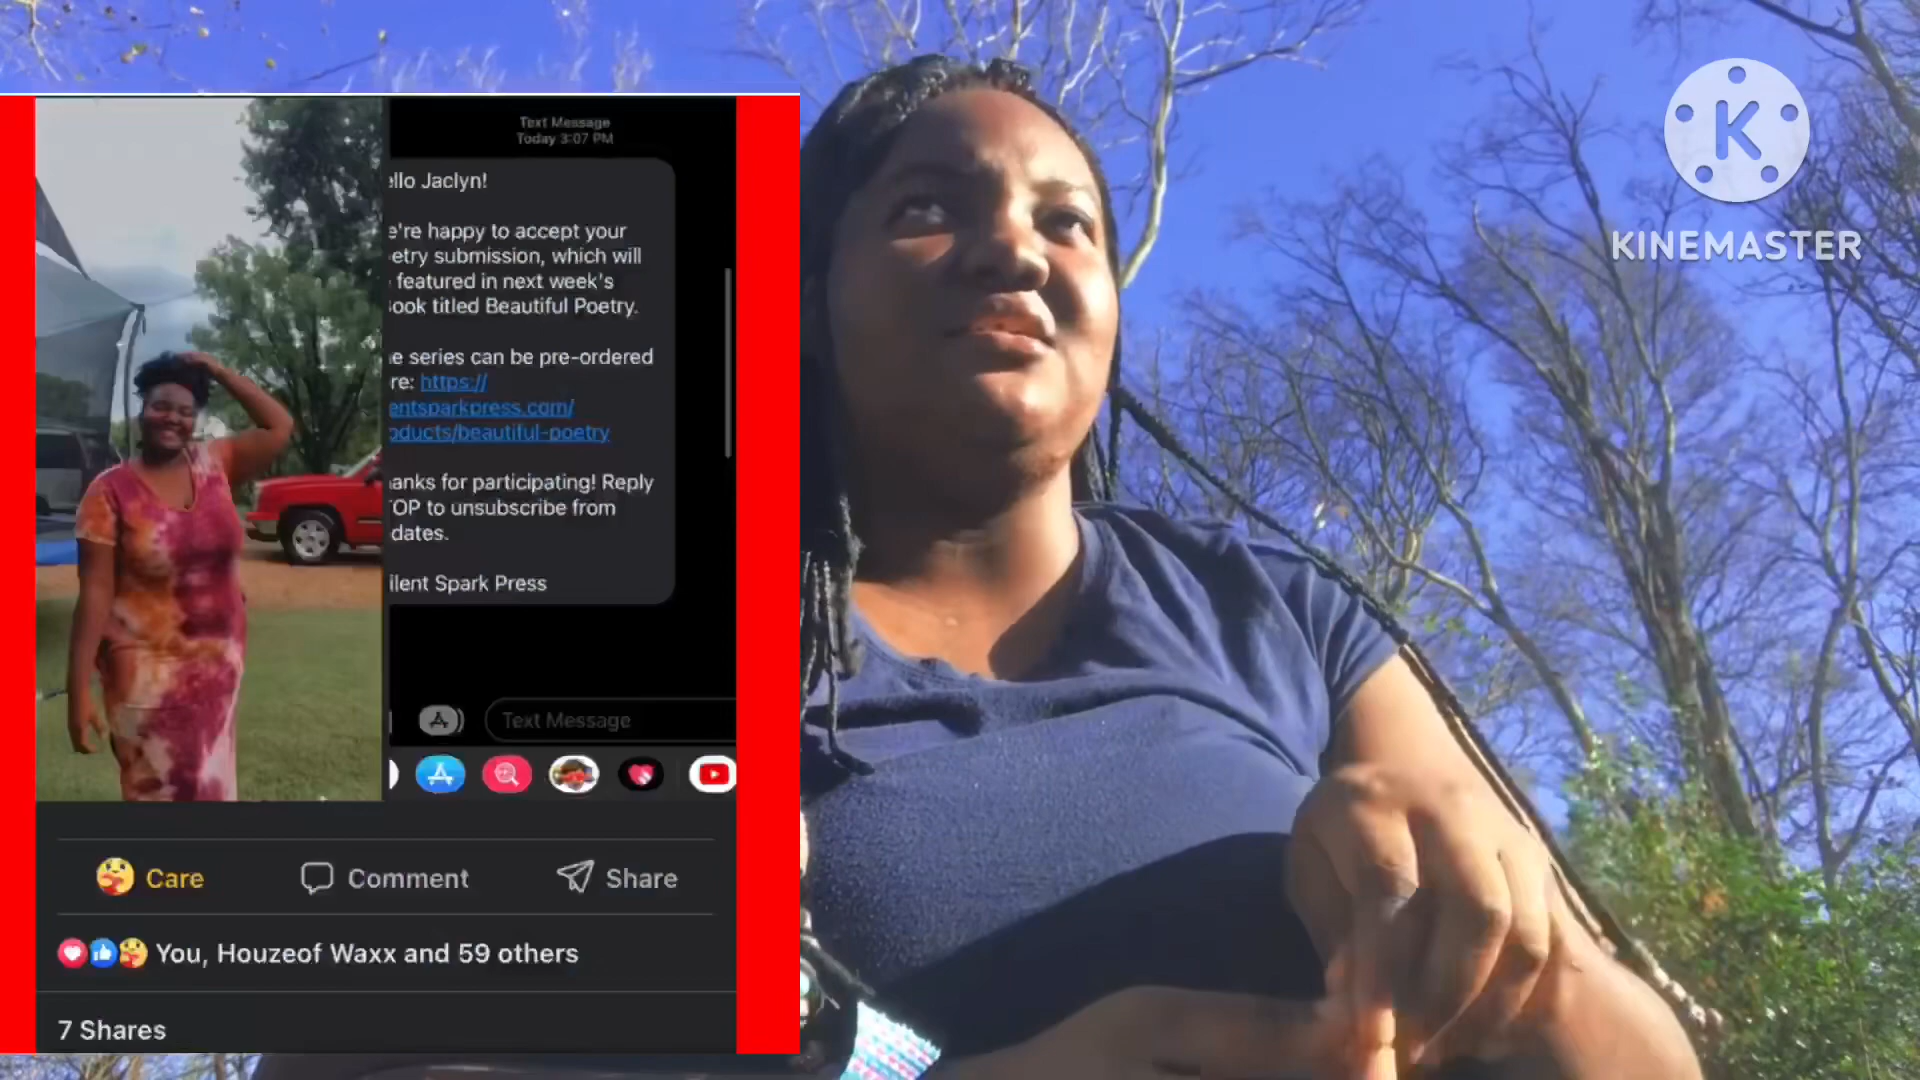 Text Message
Today 3:07 PM
ello Jaclyn!
e're happy to accept your
etry submission, which will
featured in next week's
ook titled Beautiful Poetry.
e series can be pre-ordered
re: https://
entsparkpress.com/
oducts/beautiful-poetry
anks for participating! Reply
TOP to unsubscribe from
dates.
ilent Spark Press
Text Message
Care
Comment
Share
You, Houzeof Waxx and 59 others
7 Shares
K
KINEMASTER